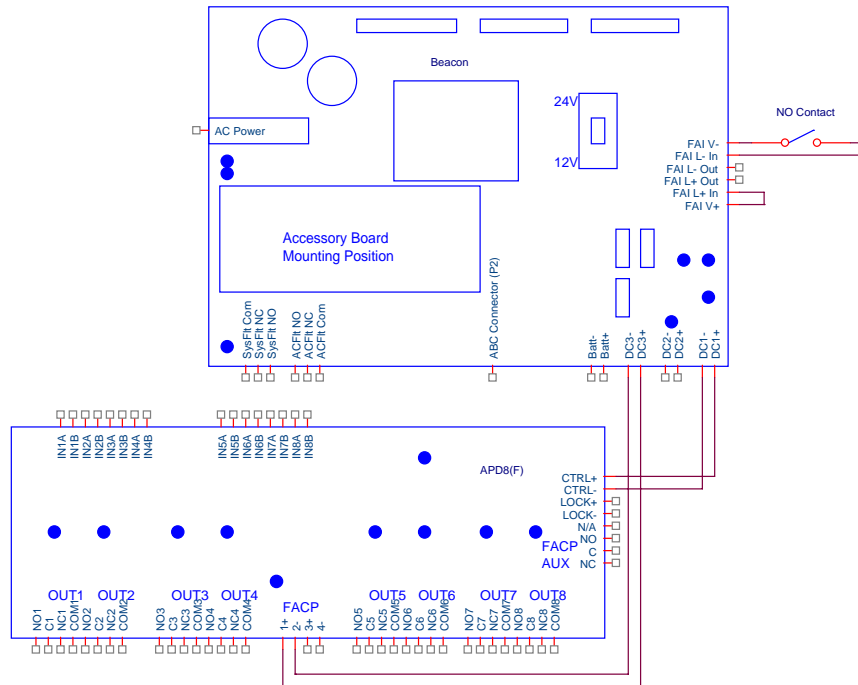 Beacon
24V
NO Contact
AC Power
12V
FAI V-
FAI L- In
FAI L- Out
FAI L+ Out
FAI L+ In
FAI V+
Accessory Board
Mounting Position
SysFlt Com
SysFlt NC
SysFlt NO
ACFlt NO
ACFlt NC
ACFlt Com
ABC Connector (P2)
Batt-
Batt+
DC3-
DC3+
DC2-
DC2+
DC1-
DC1+
IN1A
IN1B
IN2A
IN2B
IN3A
IN3B
IN4A
IN4B
IN5A
IN5B
IN6A
IN6B
IN7A
IN7B
IN8A
IN8B
APD8(F)
CTRL+
CTRL-
LOCK+
LOCK-
N/A
NO
FACP
C
AUX
NC
OUT1
OUT2
OUT3
OUT4
FACP
OUT5
OUT6
OUT7
OUT8
NO1
C1
NC1
COM1
NO2
C2
NC2
COM2
NO3
C3
NC3
COM3
NO4
C4
NC4
COM4
1+
2-
3+
4-
NO5
C5
NC5
COM5
NO6
C6
NC6
COM6
NO7
C7
NC7
COM7
NO8
C8
NC8
COM8